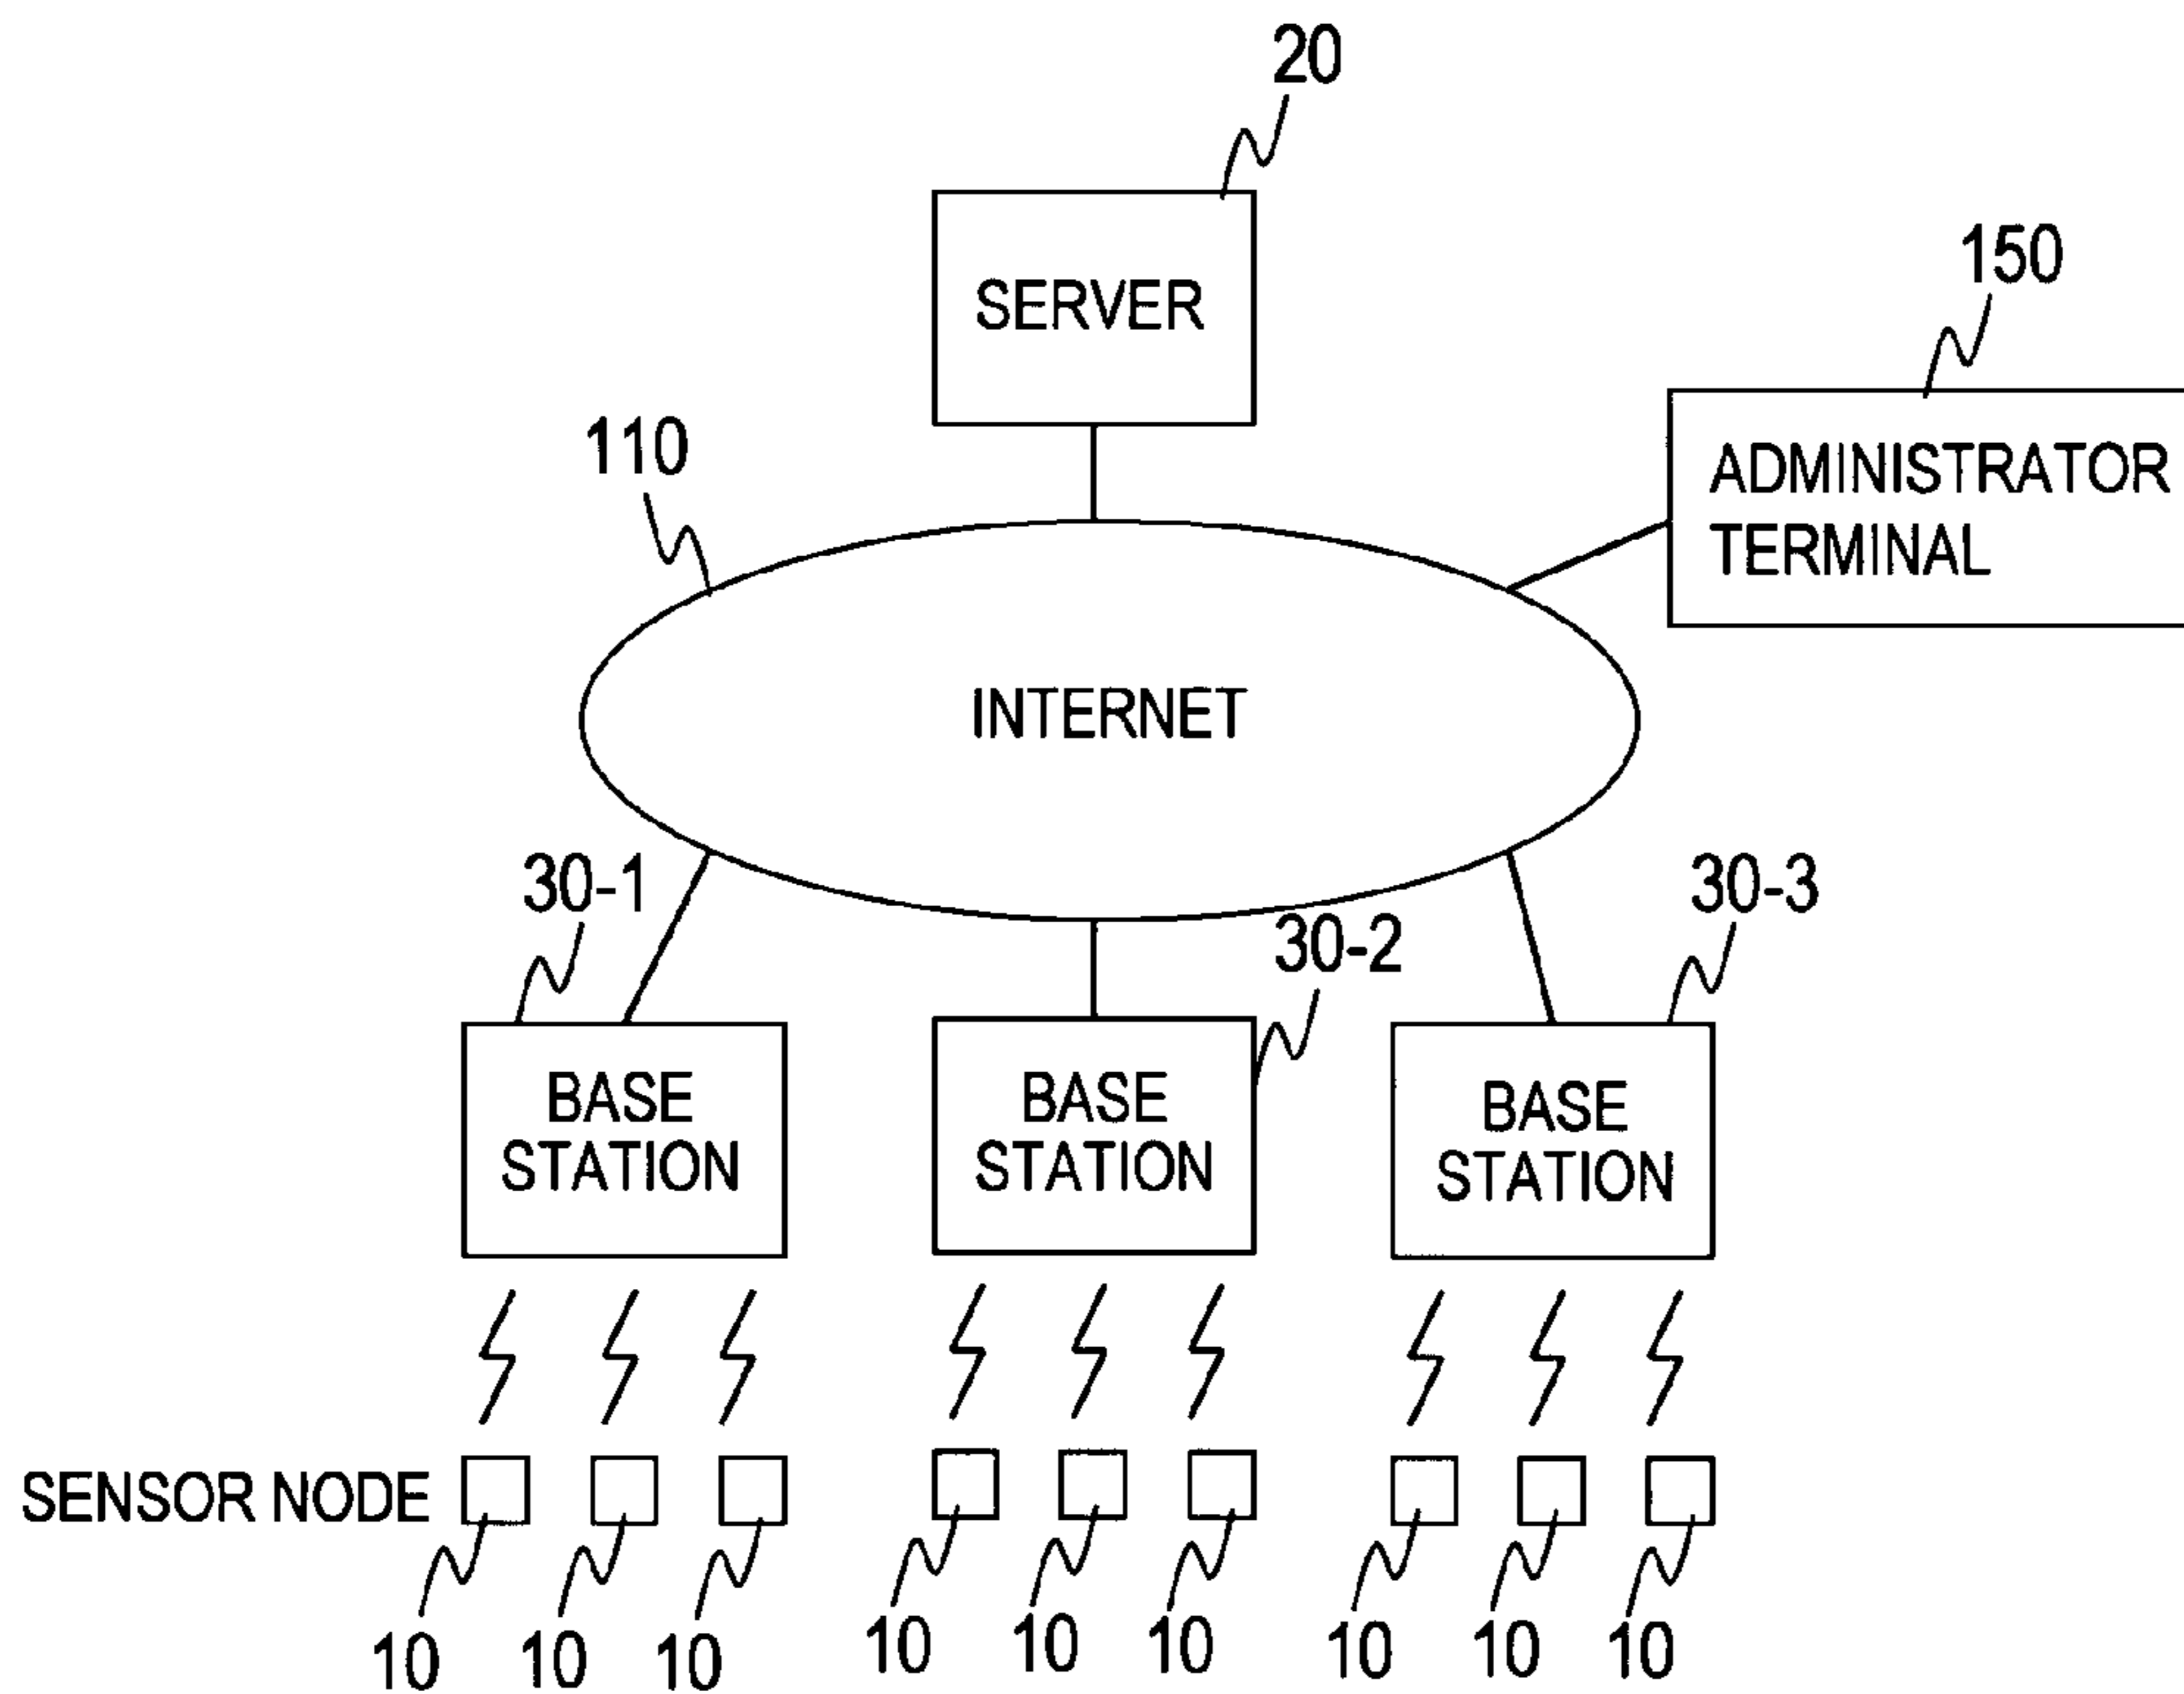 20
SERVER
150
ADMINISTRATOR
TERMINAL
110
INTERNET
30-1
30-2
30-3
BASE
STATION
BASE
STATION
BASE
STATION
SENSOR NODE
10 10 10 10 10 10 10 10 10